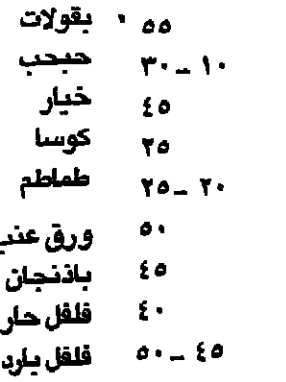 بقولات ٥٥
حبحب ١٠ – ٣٠
خيار ٤٥
كوسا ٢٥
طماطم ٢٠ – ٢٥
ورق عنب ٥٠
باذنجان ٤٥
فلفل حار ٤٠
فلفل بارد ٤٥ – ٥٠